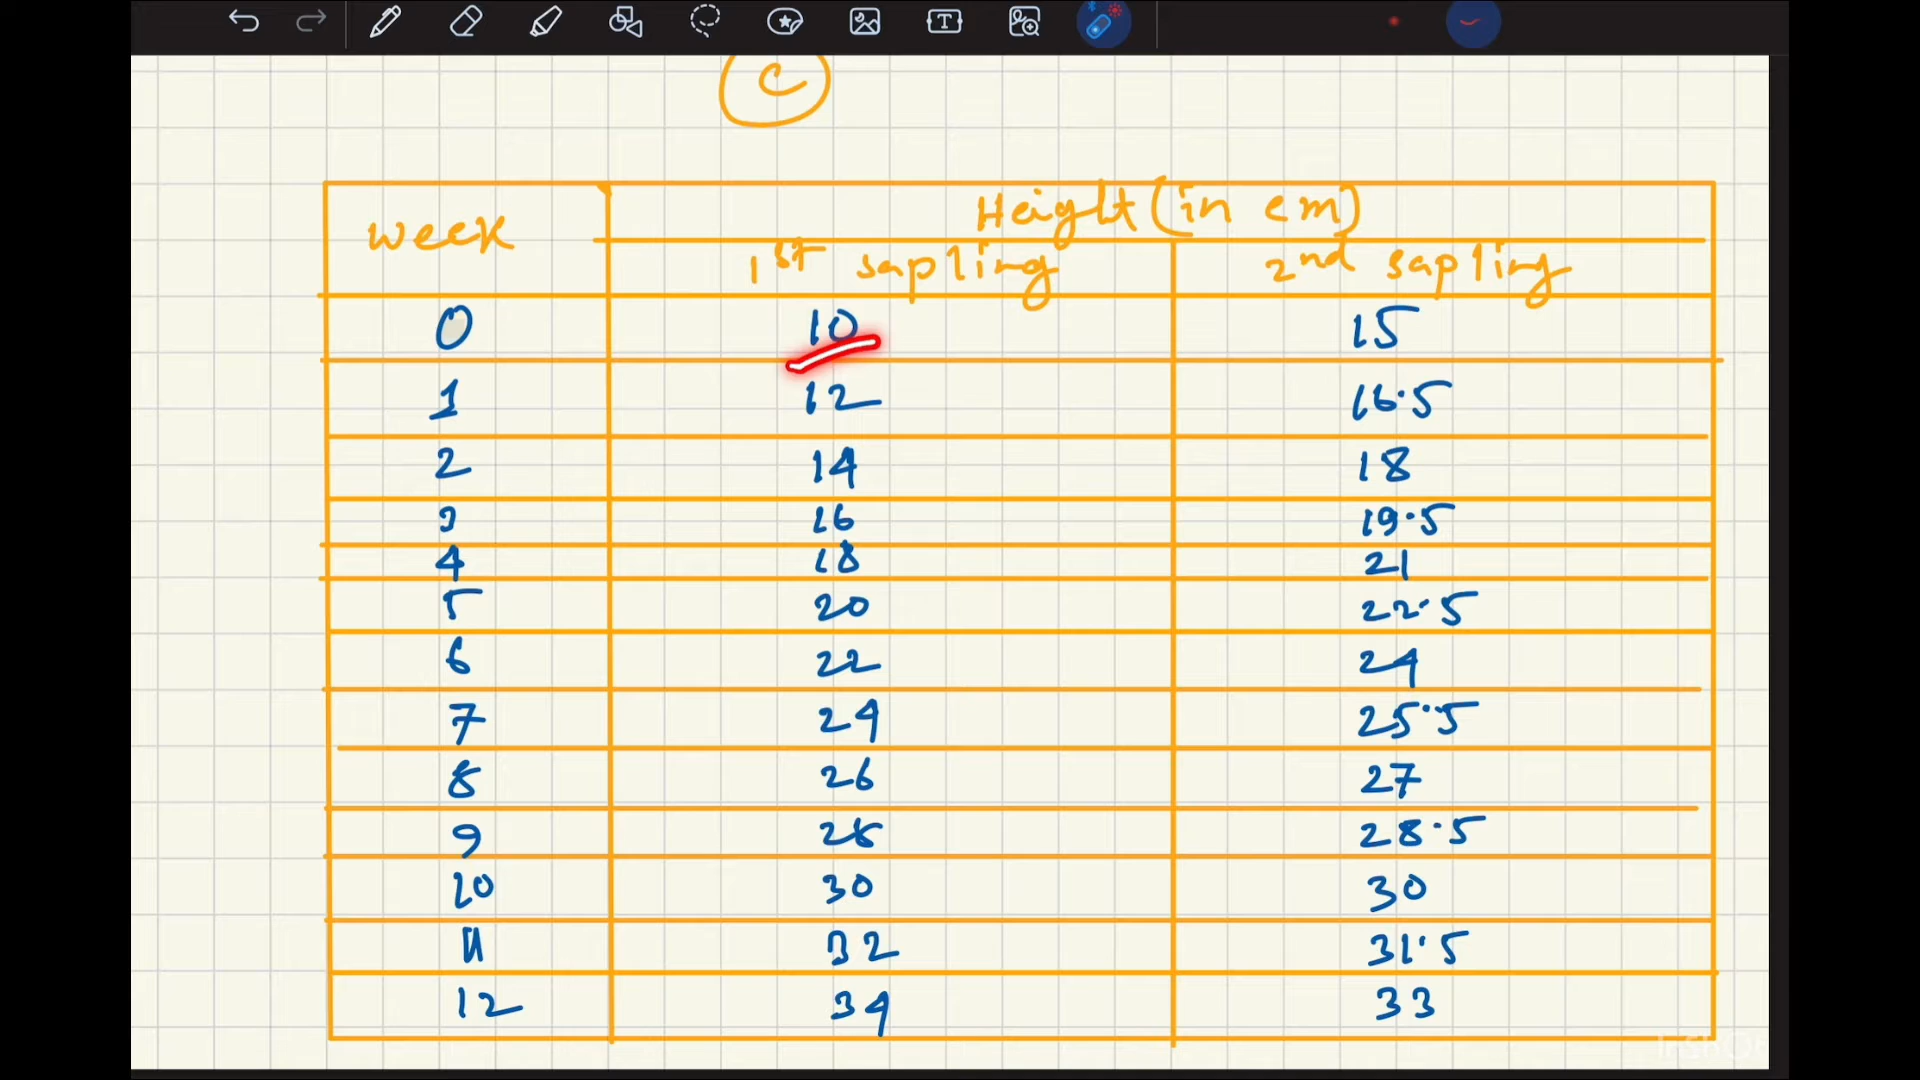 C
week
Height (in cm)
1st sapling 2nd sapling
0 10 15
1 12 16.5
2 14 18
3 16 19.5
4 18 21
5 20 22.5
6 22 24
7 24 25.5
8 26 27
9 28 28.5
10 30 30
11 32 31.5
12 34 33